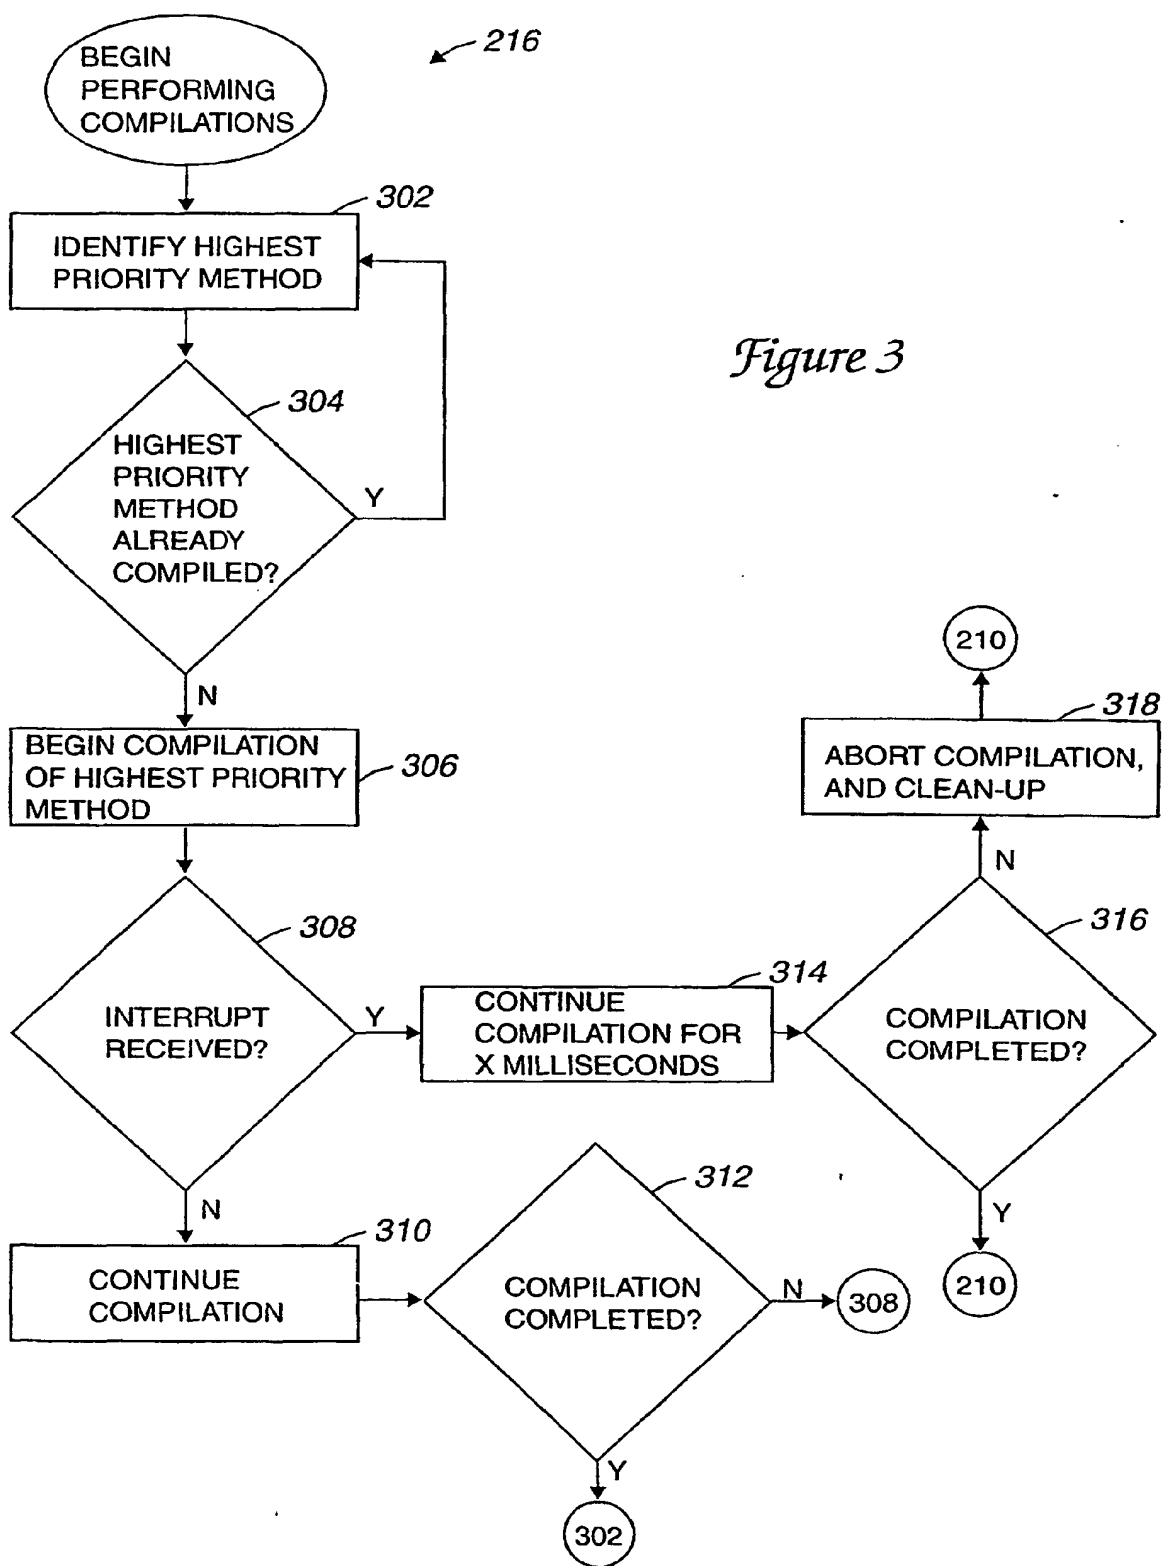 BEGIN
PERFORMING
COMPILATIONS
216
302
IDENTIFY HIGHEST
PRIORITY METHOD
Figure 3
304
HIGHEST
PRIORITY
METHOD
ALREADY
COMPILED?
Y
N
210
318
ABORT COMPILATION,
AND CLEAN-UP
BEGIN COMPILATION
OF HIGHEST PRIORITY
METHOD
306
N
316
308
INTERRUPT
RECEIVED?
Y
314
CONTINUE
COMPILATION FOR
X MILLISECONDS
COMPILATION
COMPLETED?
N
Y
210
310
CONTINUE
COMPILATION
312
COMPILATION
COMPLETED?
N
308
Y
302